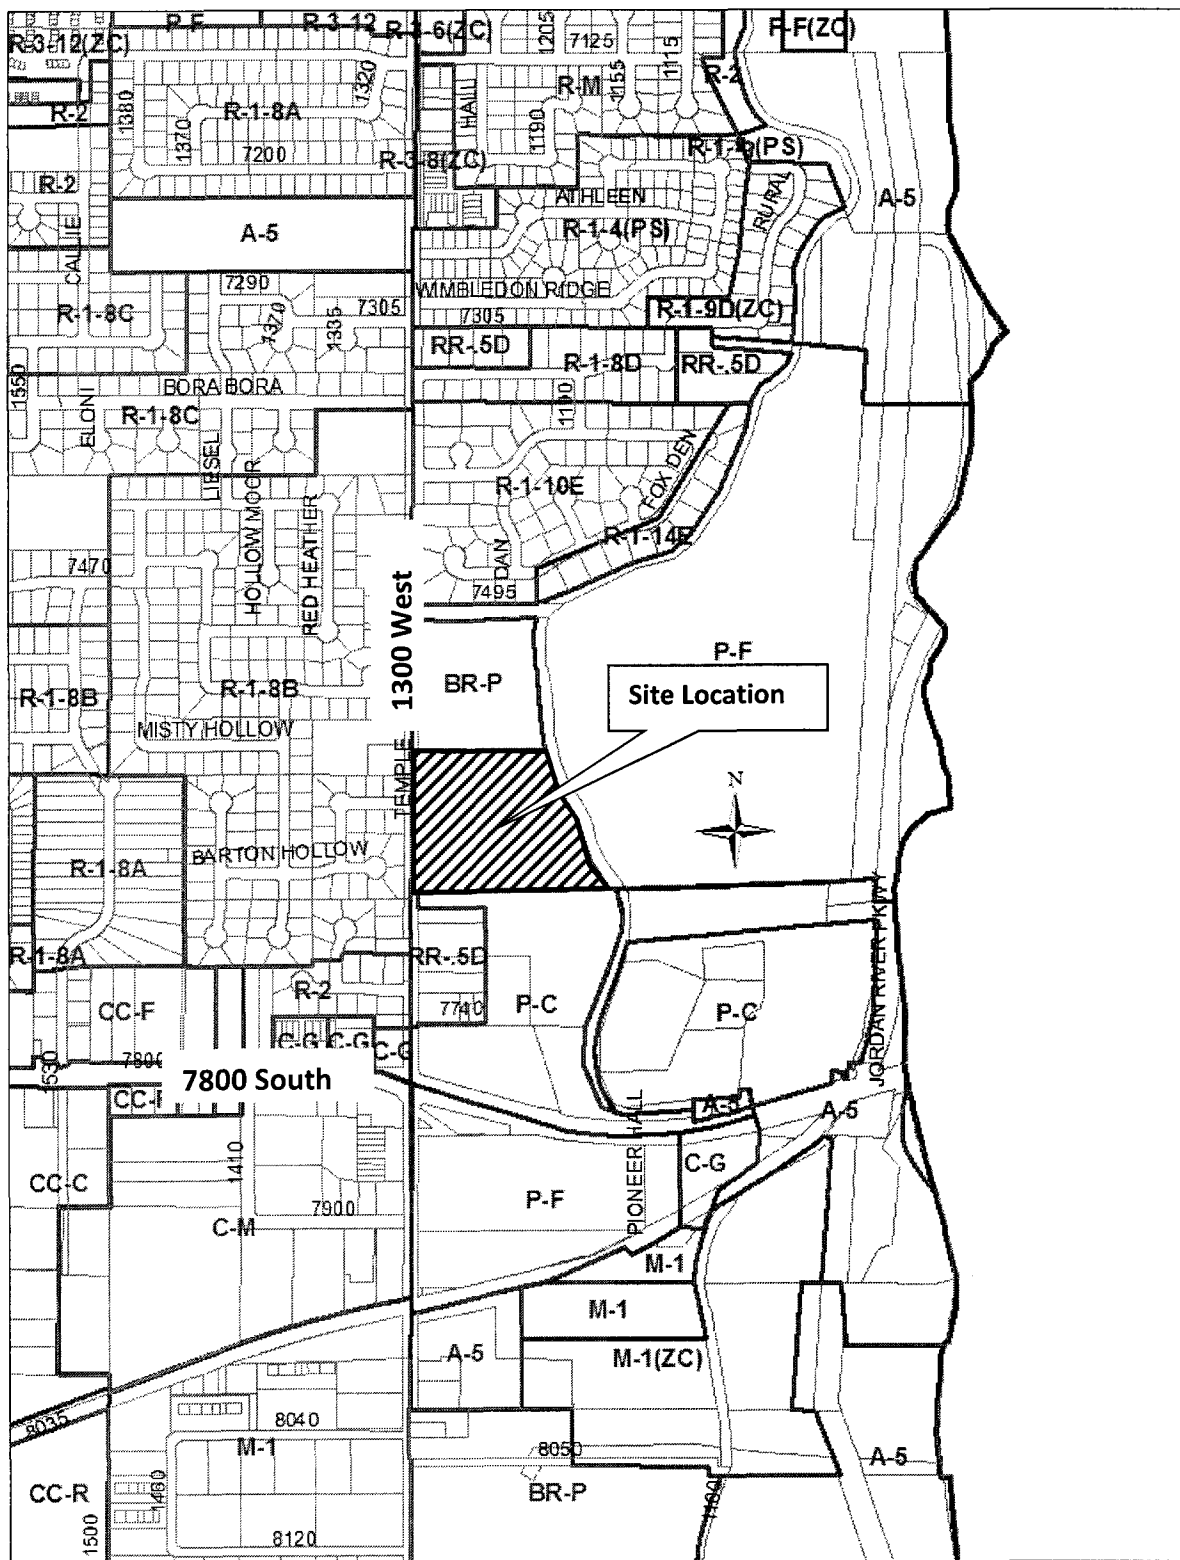 P-F
R-3-12
R-3-6(ZC)
1205
7125
1115
P-F(ZC)
R-3-12(ZC)
1320
R-M
1155
R-2
R-2
1380
R-1-8A
HALL
1190
1370
7200
R-3-8(ZC)
R-2
RURAL
A-5
ATHLEEN
A-5
R-1-4(PS)
CALLIE
7290
WIMBLEDON RIDGE
R-1-8C
1370
1335
7305
7305
R-1-9D(ZC)
RR-.5D
R-1-8D
RR-.5D
1550
BORA BORA
ELONI
R-1-8C
1190
LIESEL
HOLLOW MOOR
RED HEATHER
R-1-10E
FOX DEN
DAN
R-1-14E
7470
7495
1300 West
P-F
R-1-8B
R-1-8B
BR-P
Site Location
MISTY HOLLOW
TEMPLE
N
R-1-8A
BARTON HOLLOW
JORDAN RIVER PKWY
R-1-8A
RR-.5D
R-2
7740
P-C
P-C
CC-F
C-G
C-G
C-G
7800
1530
7800 South
PIONEER HALL
A-5
A-5
CC-C
1410
C-G
7900
P-F
C-M
M-1
M-1
A-5
M-1(ZC)
8035
8040
M-1
8050
A-5
CC-R
1480
BR-P
1100
1500
8120